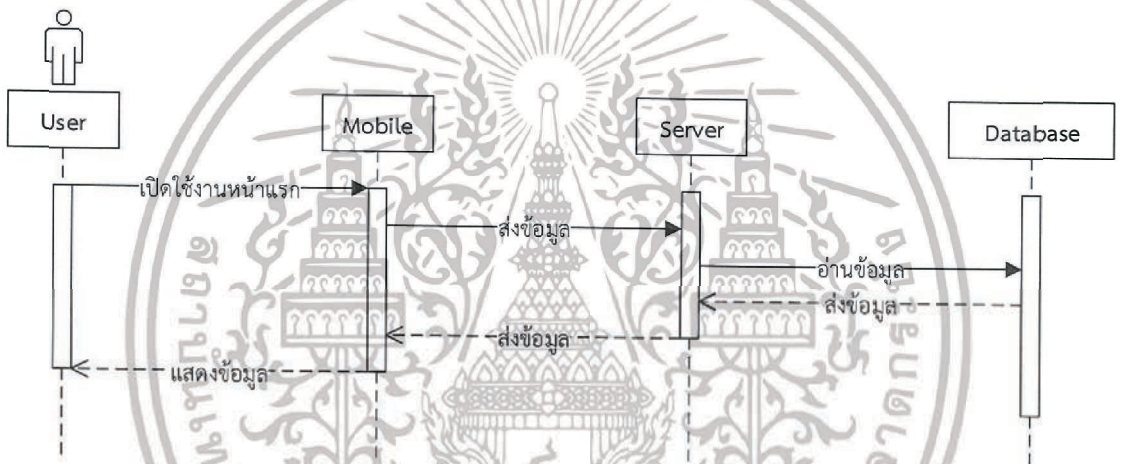 User
Mobile
Server
Database
เปิดใช้งานหน้าแรก
ส่งข้อมูล
อ่านข้อมูล
ส่งข้อมูล
ส่งข้อมูล
แสดงข้อมูล